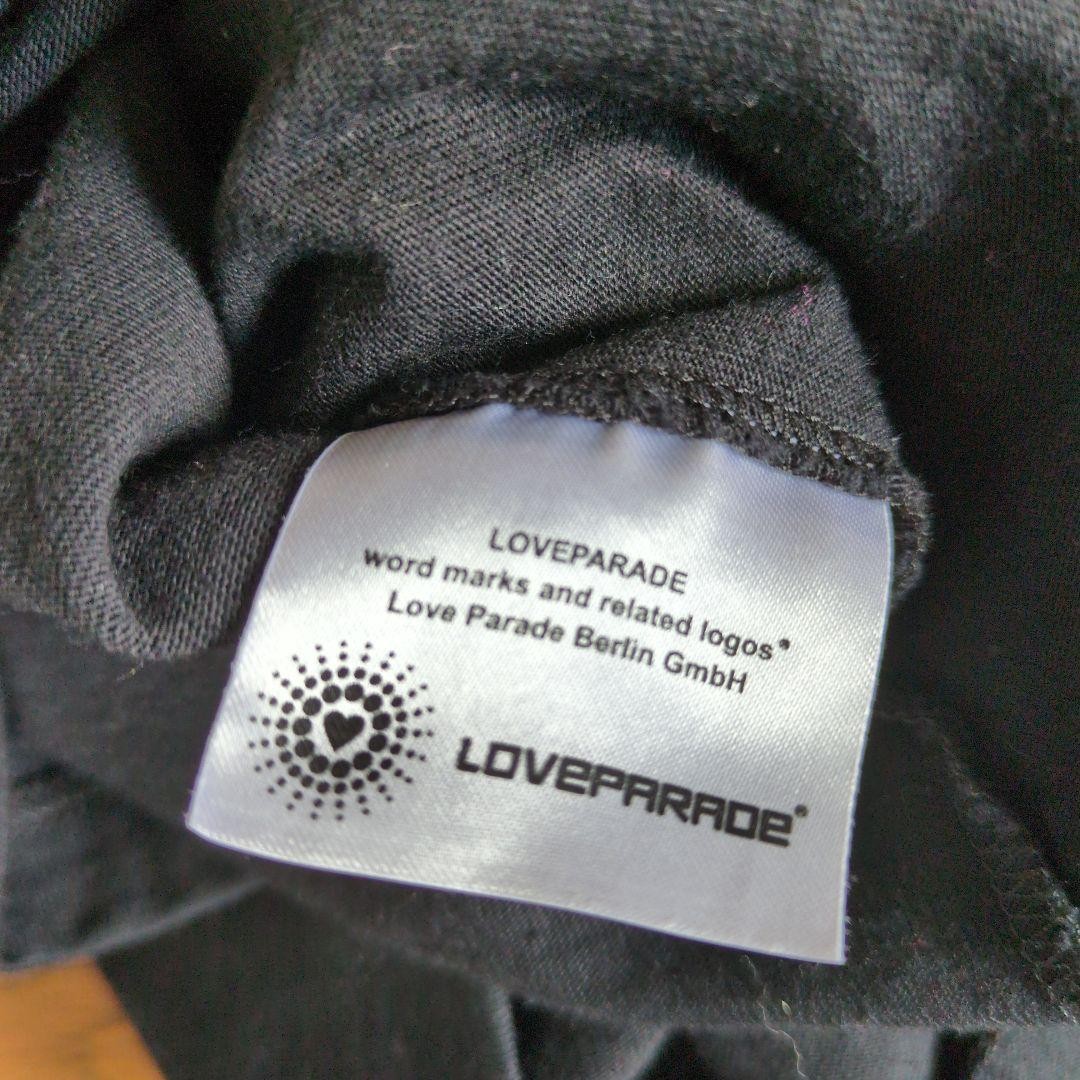 LOVEPARADE
word marks and related logos®
Love Parade Berlin GmbH
LOVEPARADE®